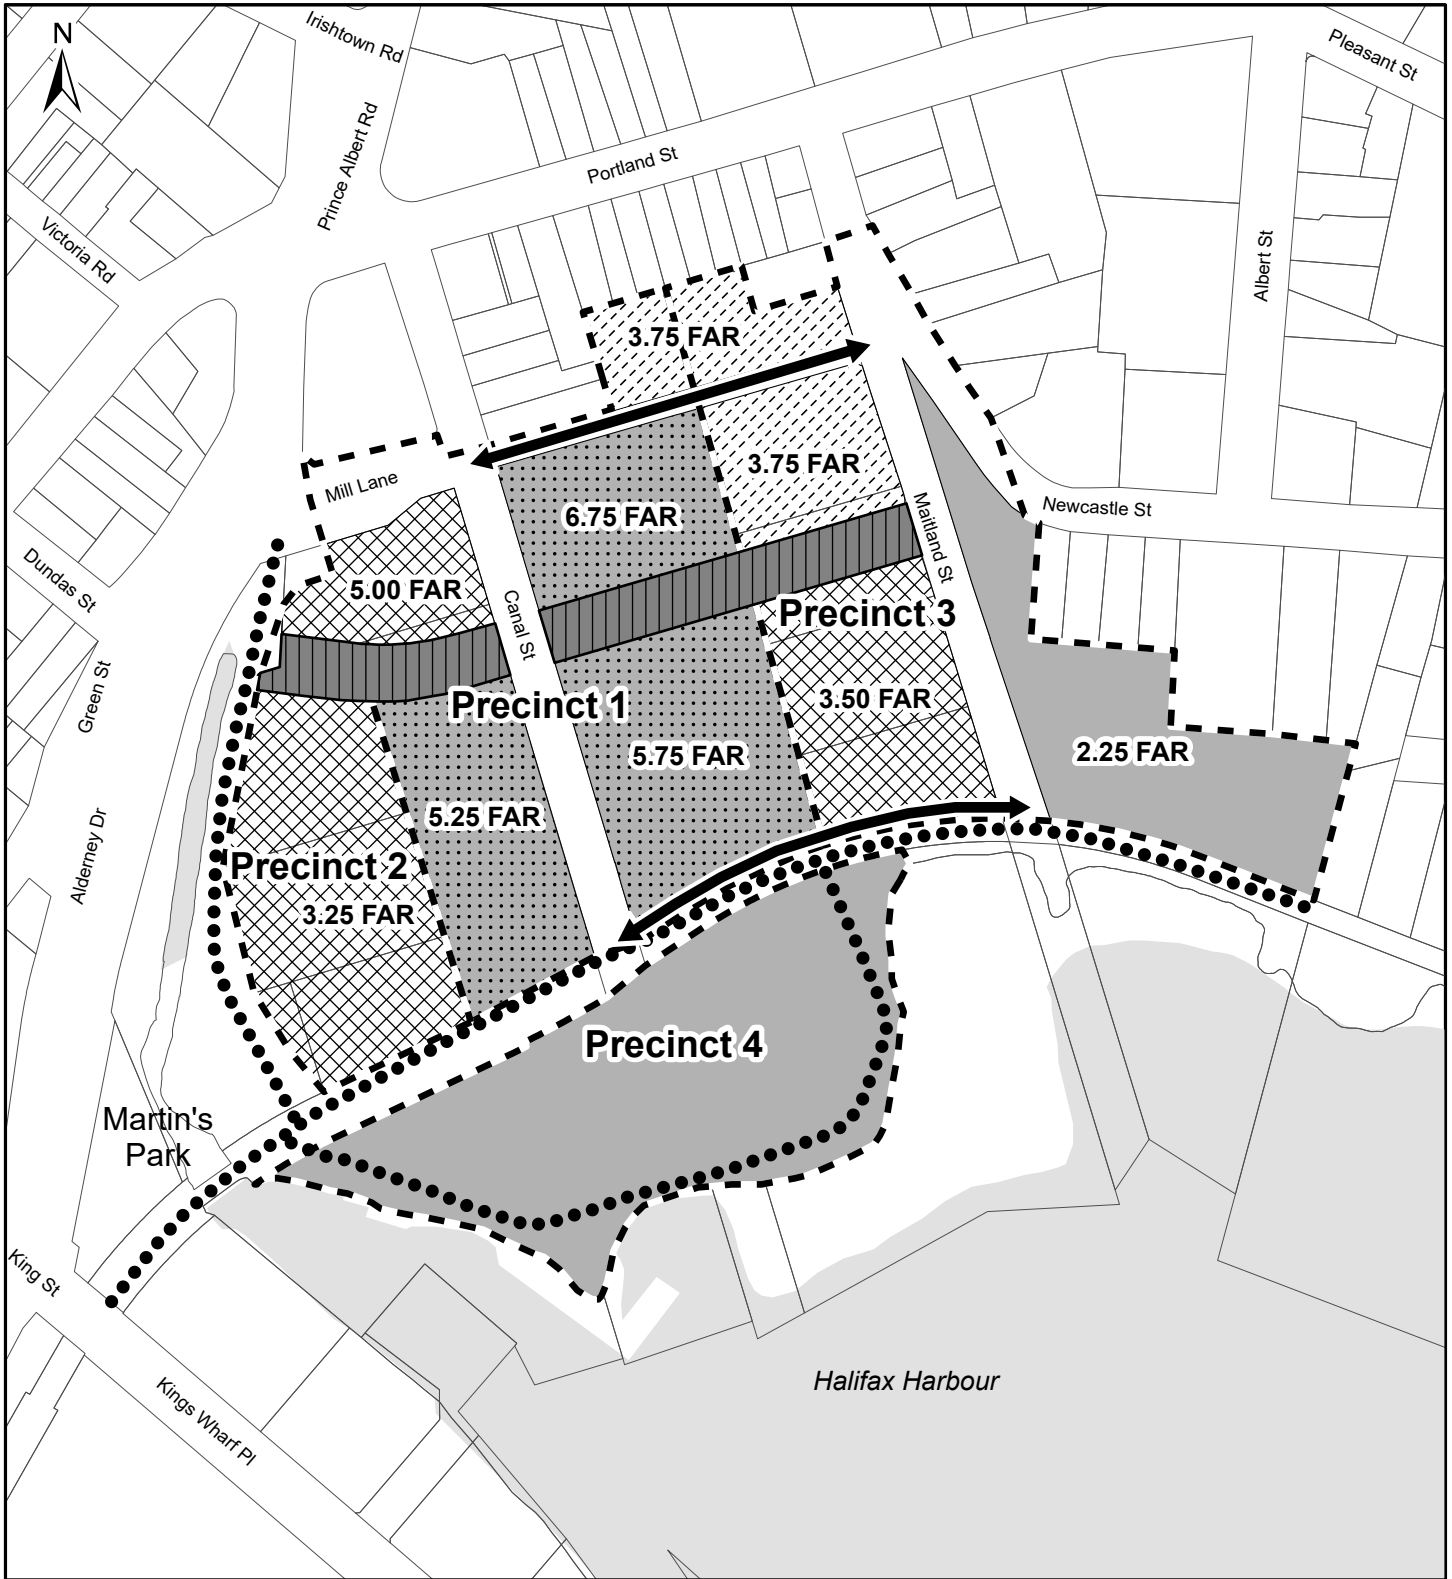 N
Irishtown Rd
Pleasant St
Prince Albert Rd
Portland St
Victoria Rd
Albert St
3.75 FAR
3.75 FAR
Mill Lane
6.75 FAR
Newcastle St
Maitland St
Dundas St
5.00 FAR
Canal St
Precinct 3
Green St
Precinct 1
3.50 FAR
5.75 FAR
2.25 FAR
5.25 FAR
Alderney Dr
Precinct 2
3.25 FAR
Precinct 4
Martin's
Park
King St
Kings Wharf Pl
Halifax Harbour